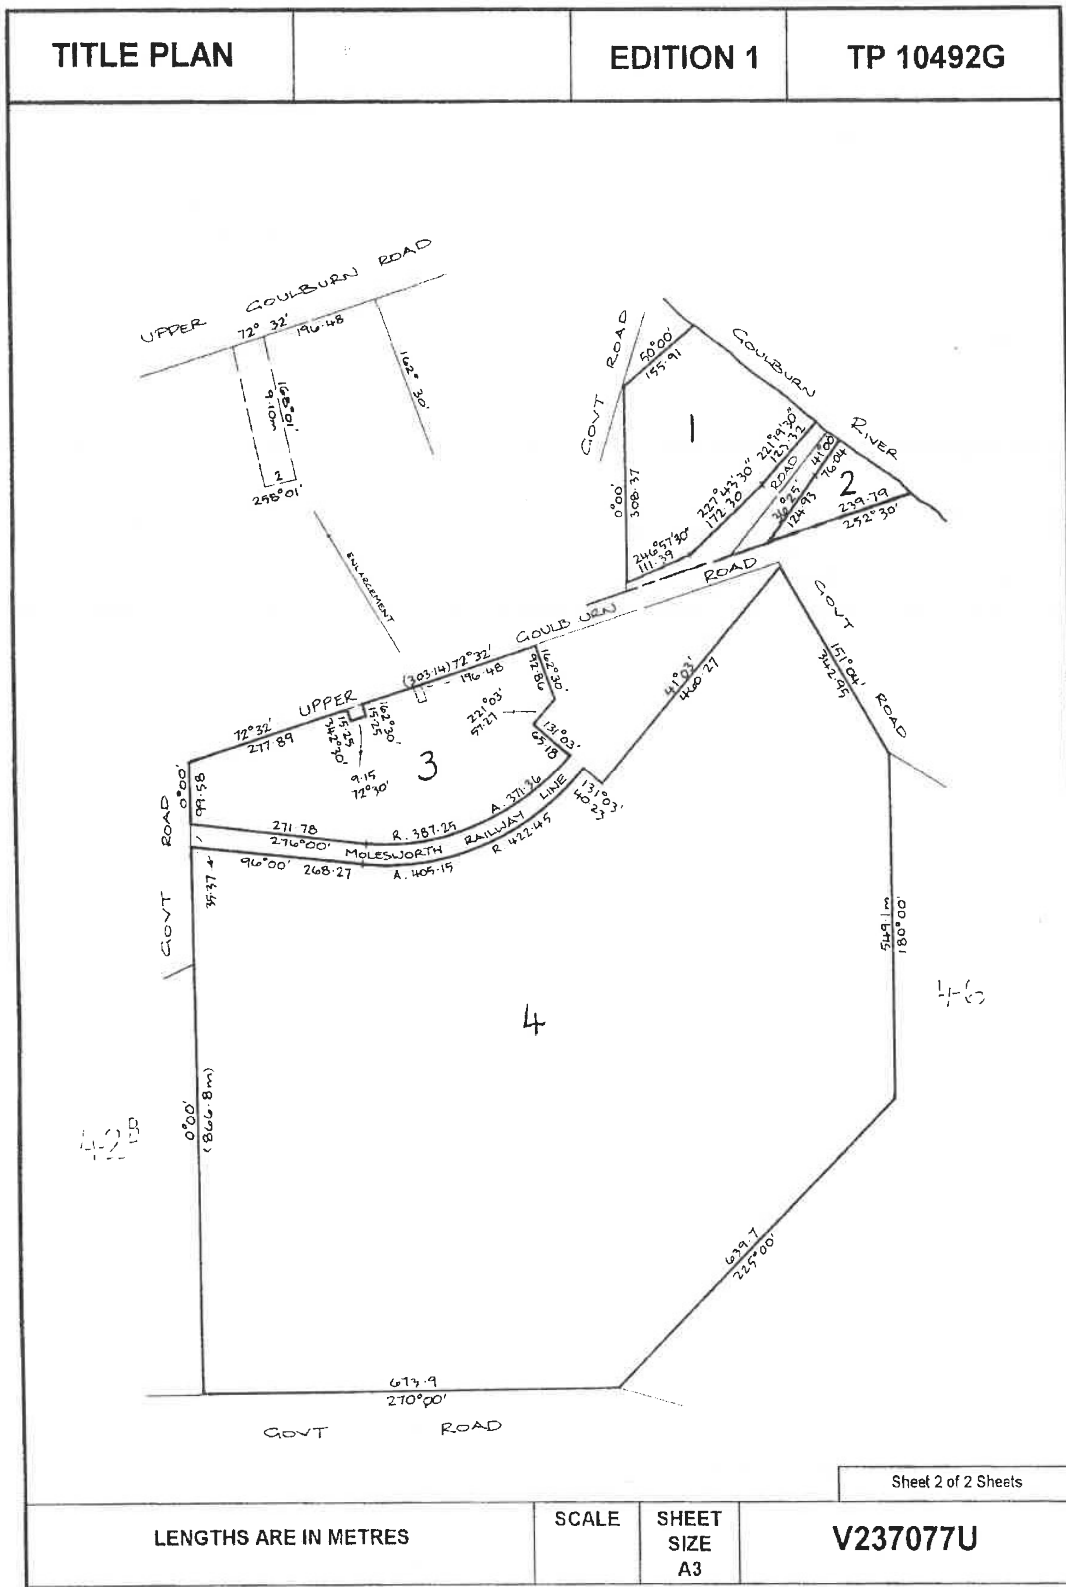 TITLE PLAN
EDITION 1
TP 10492G
UPPER GOULBURN ROAD
72° 32'
196·48
168°01'
9.10m
2
258°01'
162° 30'
ENLARGEMENT
GOVT ROAD
50°00'
155.91
GOULBURN RIVER
1
0°00'
308.37
221°19'30"
123.32
227°43'30"
172.30
246°57'30"
111.39
ROAD
41°00'
76.04
36°25'
124.93
2
239.79
252°30'
UPPER GOULBURN ROAD
(303·14) 72°32'
196·48
162°30'
92.86
221°03'
57.27
131°03'
65.18
72°32'
277.89
342°30'
15.25
162°30'
15.25
9.15
72°30'
3
0°00'
99.58
GOVT ROAD
271.78
276°00'
R. 387.25
A. 371.36
MOLESWORTH RAILWAY LINE
96°00'
268.27
A. 405.15
R. 422.45
131°03'
40.23
41°03'
460.27
GOVT ROAD
151°04'
342.95
35.37
549.1m
180°00'
46
4
42B
0°00'
(866.8m)
639.7
225°00'
673.9
270°00'
GOVT ROAD
Sheet 2 of 2 Sheets
LENGTHS ARE IN METRES
SCALE
SHEET
SIZE
A3
V237077U